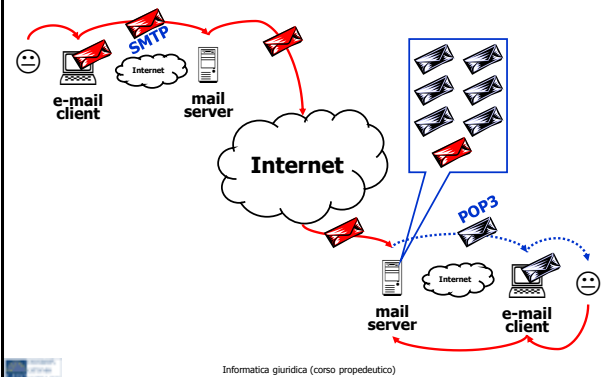 SMTP
Internet
e-mail
client
mail
server
Internet
POP3
Internet
mail
server
e-mail
client
Informatica giuridica (corso propedeutico)